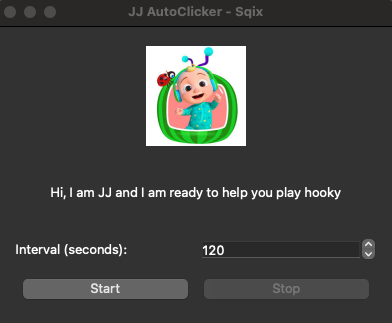 JJ AutoClicker - Sqix
Hi, I am JJ and I am ready to help you play hooky
Interval (seconds): 120
Start Stop